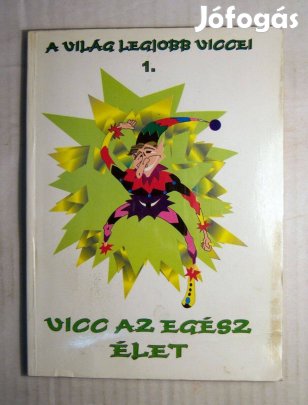 Jófogás
A VILÁG LEGJOBB VICCEI
1.
VICC AZ EGÉSZ
ÉLET